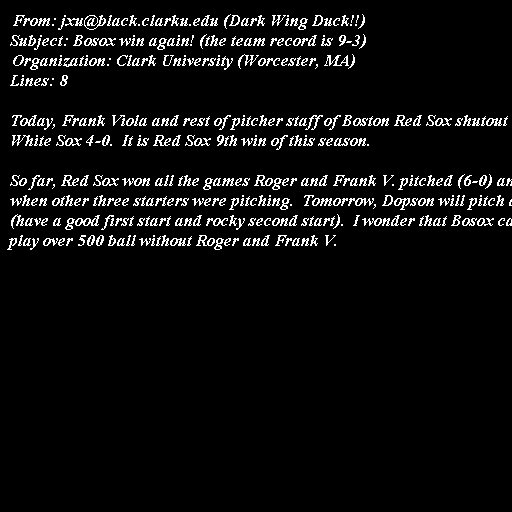 From: jxu@black.clarku.edu (Dark Wing Duck!!)
Subject: Bosox win again! (the team record is 9-3)
Organization: Clark University (Worcester, MA)
Lines: 8

Today, Frank Viola and rest of pitcher staff of Boston Red Sox shutout
White Sox 4-0.  It is Red Sox 9th win of this season.

So far, Red Sox won all the games Roger and Frank V. pitched (6-0) an
when other three starters were pitching.  Tomorrow, Dopson will pitch
(have a good first start and rocky second start).  I wonder that Bosox ca
play over 500 ball without Roger and Frank V.